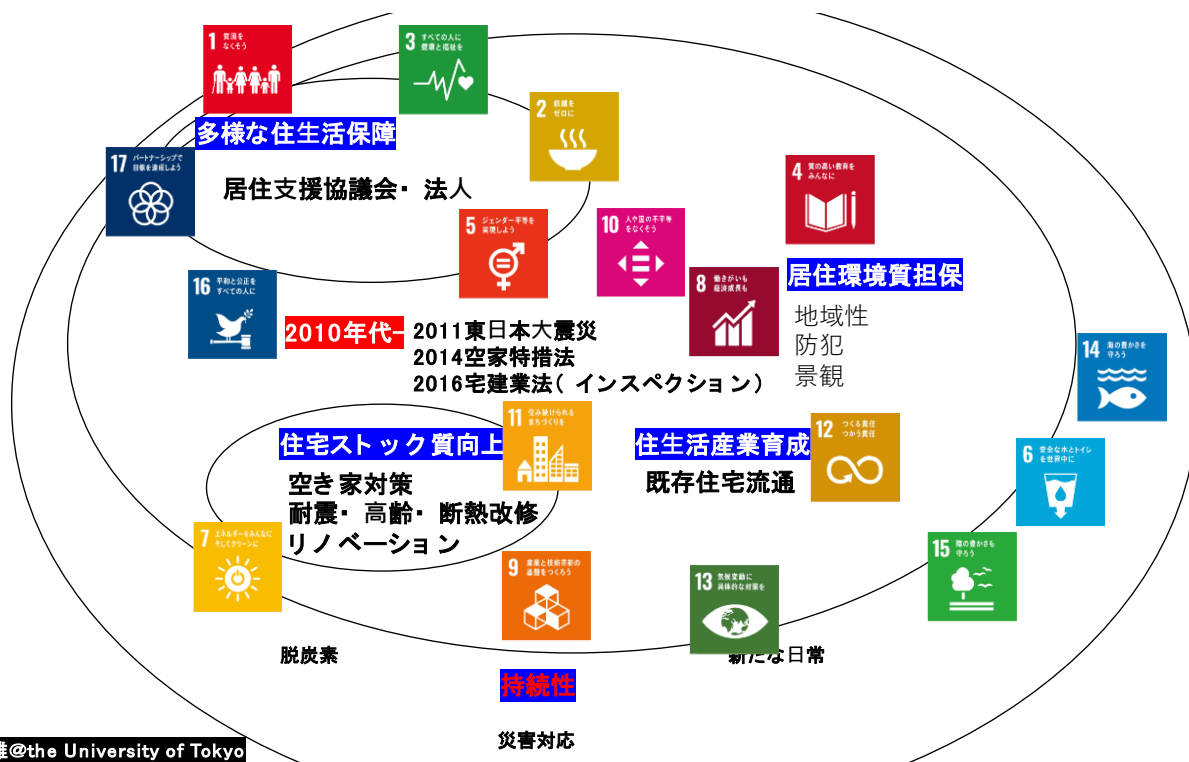 1 貧困を
なくそう
3 すべての人に
健康と福祉を
2 飢餓を
ゼロに
多様な住生活保障
17 パートナーシップで
目標を達成しよう
居住支援協議会・法人
4 質の高い教育を
みんなに
5 ジェンダー平等を
実現しよう
10 人や国の不平等
をなくそう
16 平和と公正を
すべての人に
8 働きがいも
経済成長も
居住環境質担保
地域性
防犯
景観
2010年代-
2011東日本大震災
2014空家特措法
2016宅建業法(インスペクション)
14 海の豊かさを
守ろう
11 住み続けられる
まちづくりを
住宅ストック質向上
空き家対策
耐震・高齢・断熱改修
リノベーション
住生活産業育成
既存住宅流通
12 つくる責任
つかう責任
6 安全な水とトイレ
を世界中に
7 エネルギーをみんなに
そしてクリーンに
9 産業と技術革新の
基盤をつくろう
13 気候変動に
具体的な対策を
15 陸の豊かさも
守ろう
脱炭素
新たな日常
持続性
災害対応
@the University of Tokyo